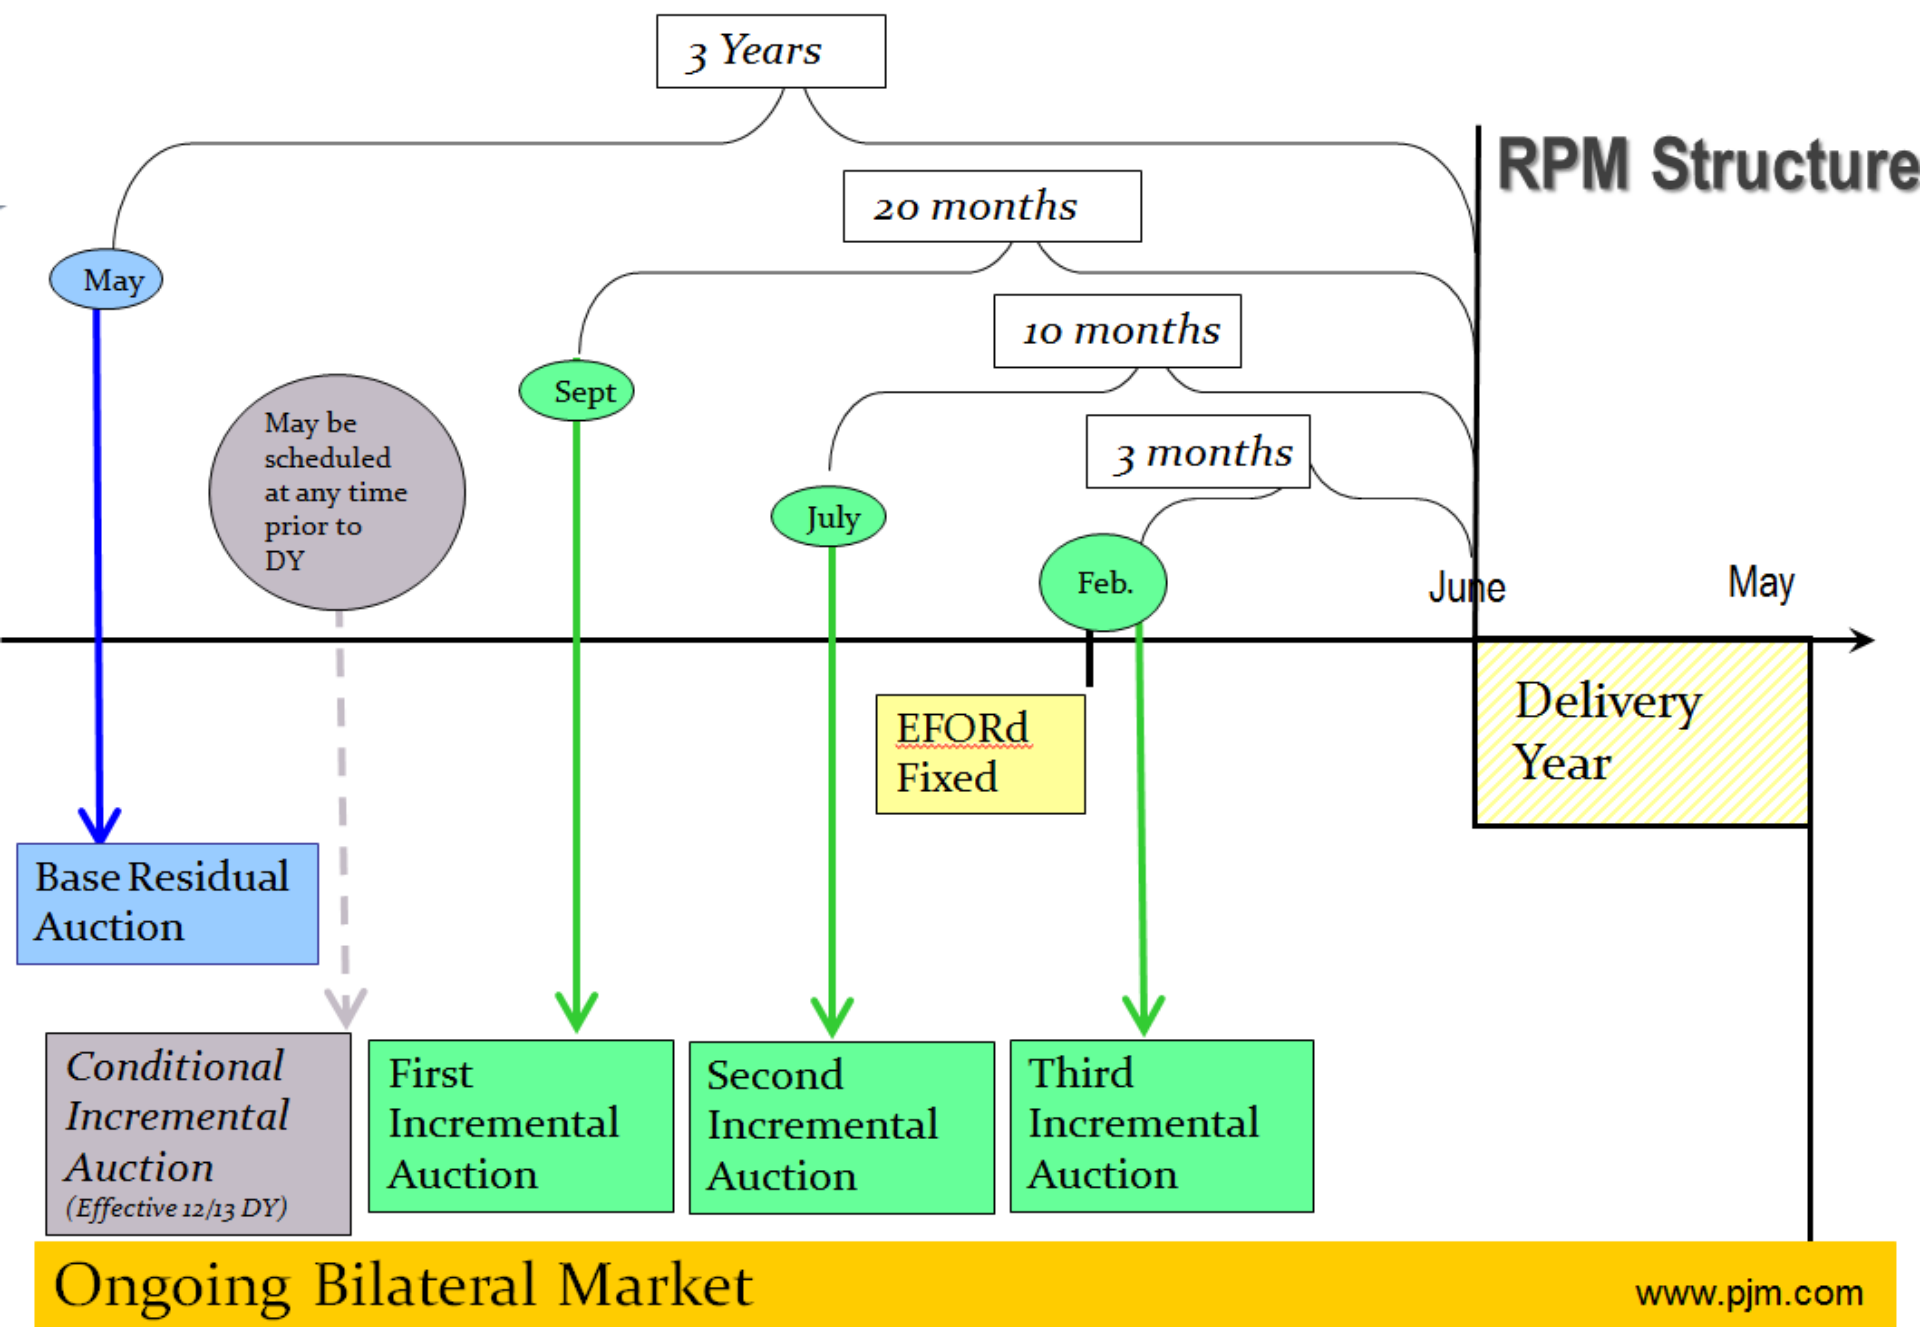 3 Years
RPM Structure
20 months
May
10 months
Sept
May be
scheduled
at any time
prior to
DY
3 months
July
Feb.
June
May
EFORd
Fixed
Delivery
Year
Base Residual
Auction
Conditional
Incremental
Auction
(Effective 12/13 DY)
First
Incremental
Auction
Second
Incremental
Auction
Third
Incremental
Auction
Ongoing Bilateral Market
www.pjm.com